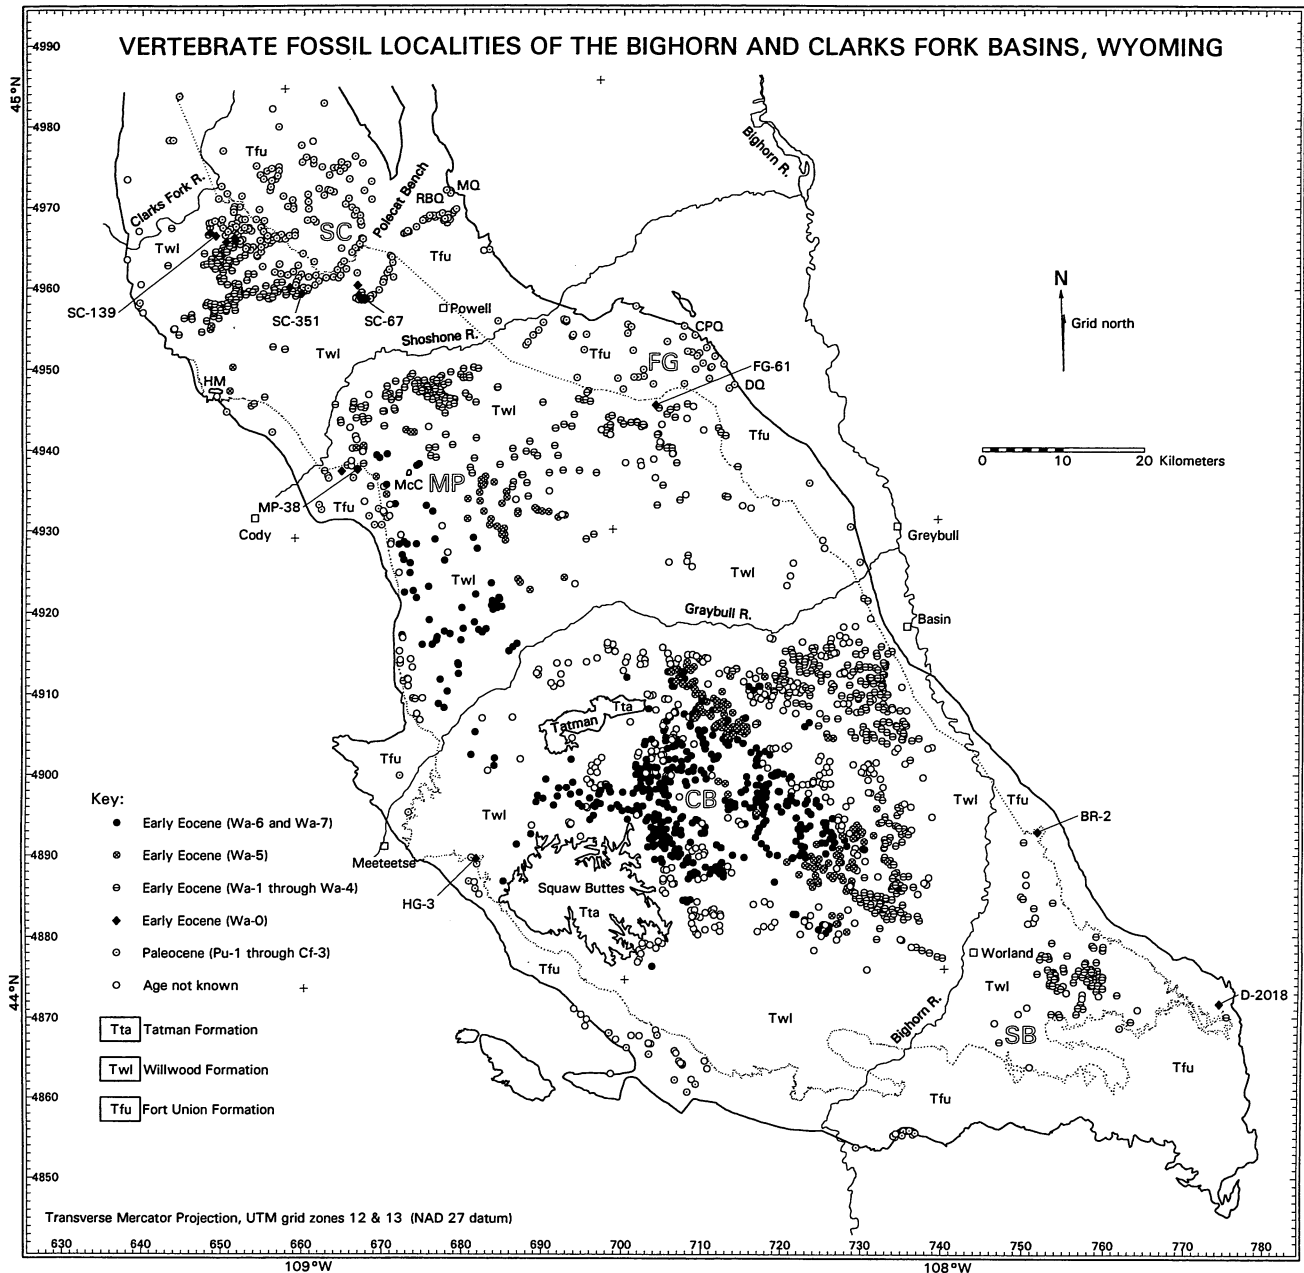 VERTEBRATE FOSSIL LOCALITIES OF THE BIGHORN AND CLARKS FORK BASINS, WYOMING
4990
45°N
4980
Bighorn R.
Tfu
Clarks Fork R.
Polecat Bench
MQ
RBQ
4970
SC
Twl
Tfu
4960
N
SC-139
SC-351
SC-67
Powell
Grid north
Shoshone R.
CPQ
Twl
Tfu
FG
FG-61
4950
HM
DQ
Twl
Tfu
4940
0 10 20 Kilometers
McC
MP
MP-38
Tfu
Cody
4930
Greybull
Twl
Twl
4920
Graybull R.
Basin
4910
Tta
Tatman
Tfu
4900
Key:
CB
Twl
Twl
Tfu
BR-2
Early Eocene (Wa-6 and Wa-7)
Early Eocene (Wa-5)
4890
Meeteetse
Early Eocene (Wa-1 through Wa-4)
Squaw Buttes
HG-3
Tta
Early Eocene (Wa-0)
4880
Paleocene (Pu-1 through Cf-3)
Worland
Tfu
44°N
Age not known
Twl
D-2018
4870
Tta Tatman Formation
Twl
Bighorn R.
SB
Twl Willwood Formation
Tfu
4860
Tfu
Tfu Fort Union Formation
4850
Transverse Mercator Projection, UTM grid zones 12 & 13 (NAD 27 datum)
630 640 650 660 670 680 690 700 710 720 730 740 750 760 770 780
109°W 108°W